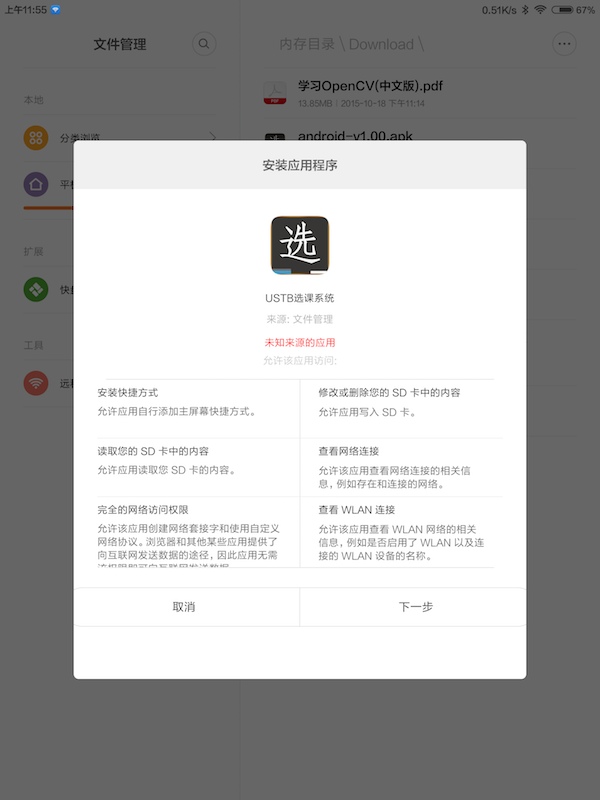 上午11:55
0.51K/s
67%
文件管理
内存目录 \ Download \
本地
学习OpenCV(中文版).pdf
13.85MB | 2015-10-18 下午11:14
PDF
分类浏览
android-v1.00.apk
扩展
工具
安装应用程序
选
USTB选课系统
来源: 文件管理
未知来源的应用
允许该应用访问:
安装快捷方式
允许应用自行添加主屏幕快捷方式。
修改或删除您的 SD 卡中的内容
允许应用写入 SD 卡。
读取您的 SD 卡中的内容
允许应用读取您 SD 卡的内容。
查看网络连接
允许该应用查看网络连接的相关信
息，例如存在和连接的网络。
完全的网络访问权限
允许该应用创建网络套接字和使用自定义
网络协议。浏览器和其他某些应用提供了
向互联网发送数据的途径，因此应用无需
该权限即可向互联网发送数据。
查看 WLAN 连接
允许该应用查看 WLAN 网络的相关
信息，例如是否启用了 WLAN 以及连
接的 WLAN 设备的名称。
取消
下一步